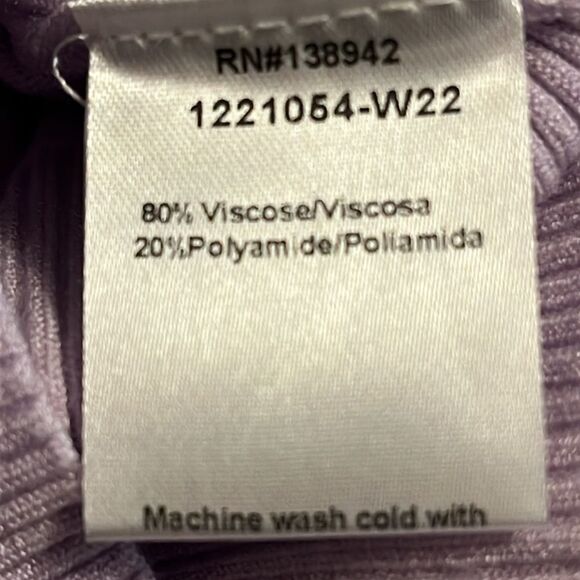 RN#138942
1221054-W22
80% Viscose/Viscosa
20%Polyamide/Poliamida
Machine wash cold with